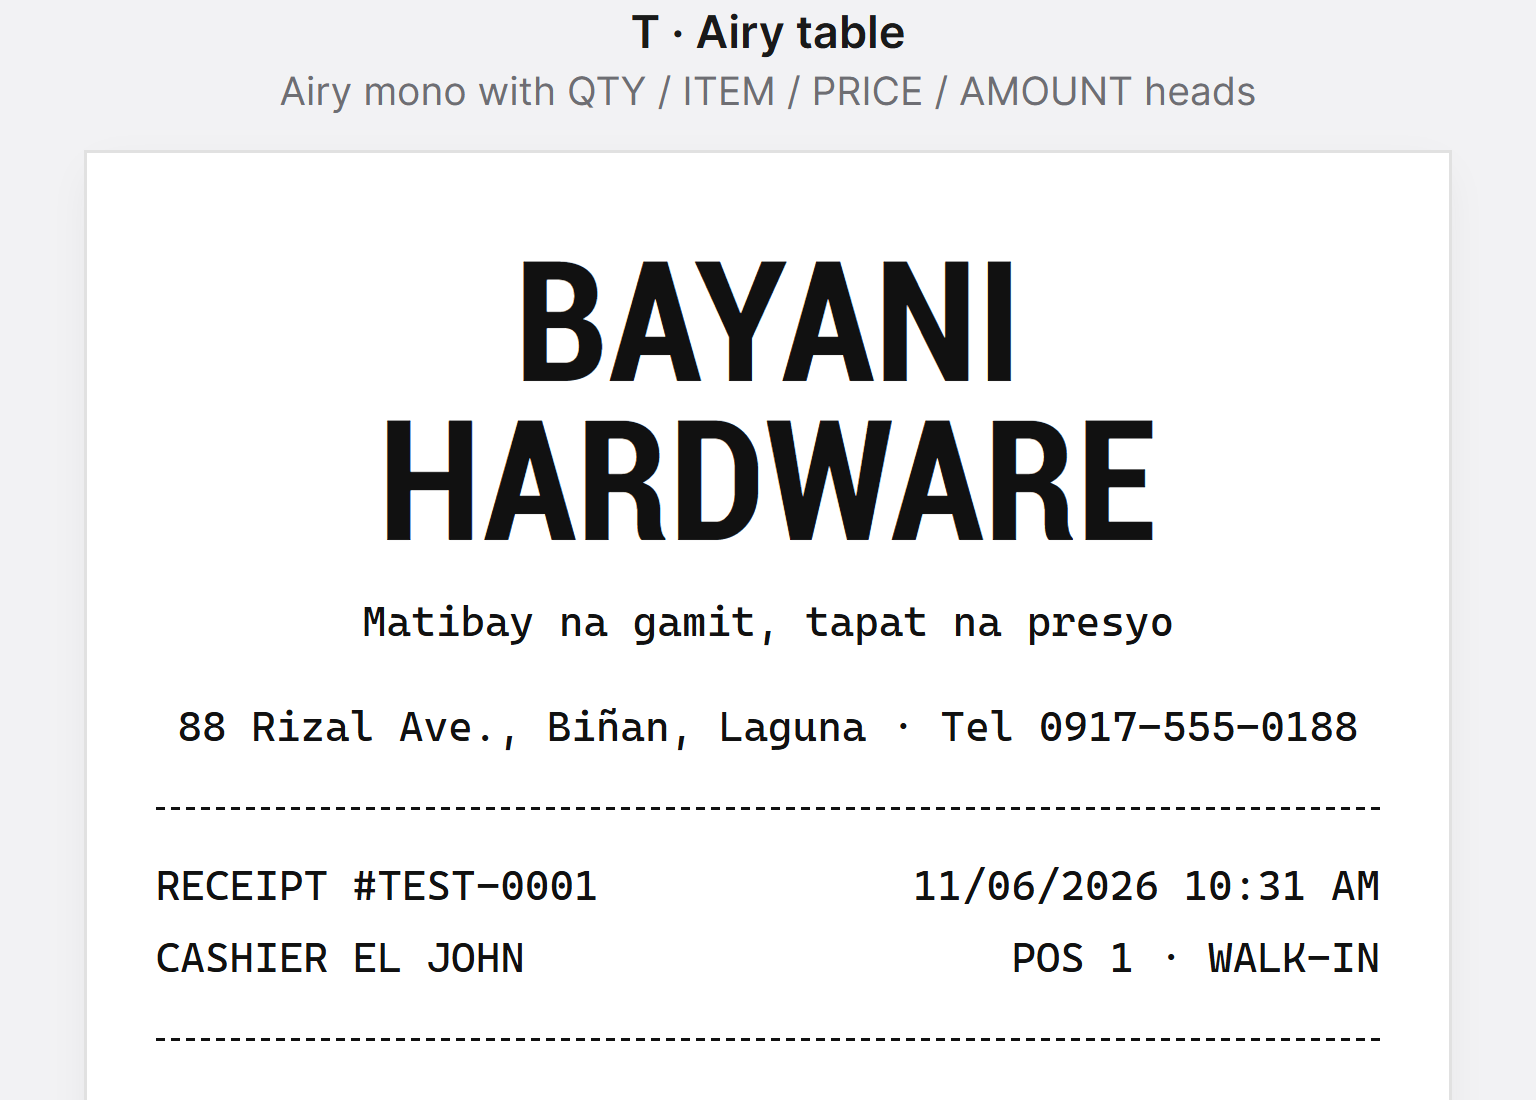 T · Airy table
Airy mono with QTY / ITEM / PRICE / AMOUNT heads
BAYANI
HARDWARE
Matibay na gamit, tapat na presyo
88 Rizal Ave., Biñan, Laguna · Tel 0917-555-0188
RECEIPT #TEST-0001 11/06/2026 10:31 AM
CASHIER EL JOHN POS 1 · WALK-IN